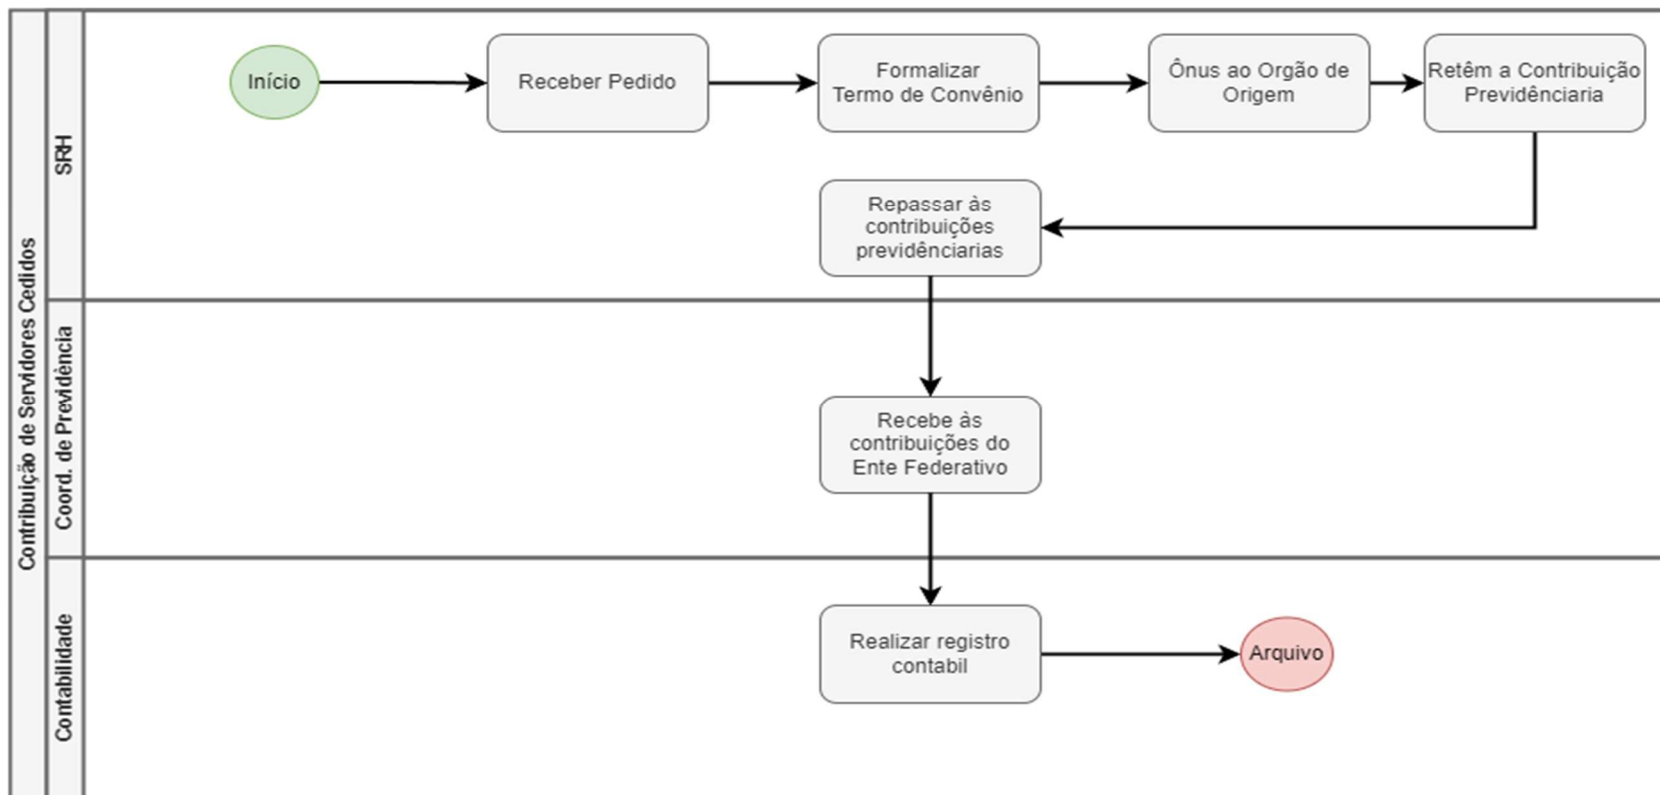 Contribuição de Servidores Cedidos
SRH
Início
Receber Pedido
Formalizar
Termo de Convênio
Ônus ao Orgão de
Origem
Retêm a Contribuição
Previdênciaria
Repassar às
contribuições
previdênciarias
Coord. de Previdência
Recebe às
contribuições do
Ente Federativo
Contabilidade
Realizar registro
contabil
Arquivo